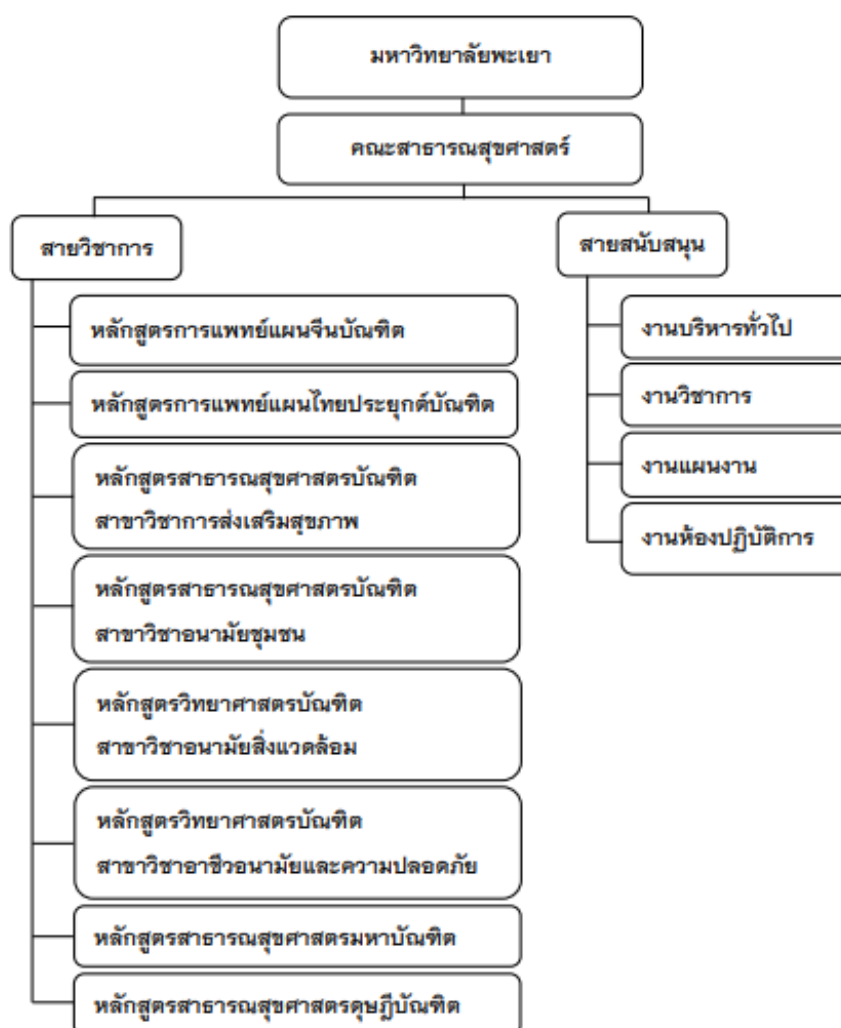 มหาวิทยาลัยพะเยา
คณะสาธารณสุขศาสตร์
สายวิชาการ
หลักสูตรการแพทย์แผนจีนบัณฑิต
หลักสูตรการแพทย์แผนไทยประยุกต์บัณฑิต
หลักสูตรสาธารณสุขศาสตรบัณฑิต
สาขาวิชาการส่งเสริมสุขภาพ
หลักสูตรสาธารณสุขศาสตรบัณฑิต
สาขาวิชาอนามัยชุมชน
หลักสูตรวิทยาศาสตรบัณฑิต
สาขาวิชาอนามัยสิ่งแวดล้อม
หลักสูตรวิทยาศาสตรบัณฑิต
สาขาวิชาอาชีวอนามัยและความปลอดภัย
หลักสูตรสาธารณสุขศาสตรมหาบัณฑิต
หลักสูตรสาธารณสุขศาสตรดุษฎีบัณฑิต
สายสนับสนุน
งานบริหารทั่วไป
งานวิชาการ
งานแผนงาน
งานห้องปฏิบัติการ